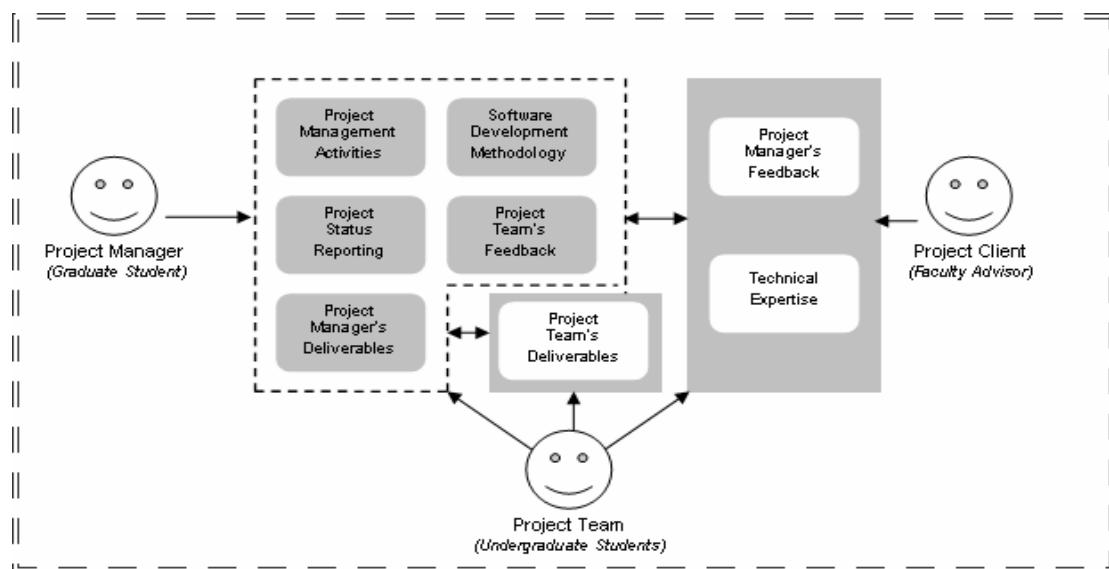 Project
Management
Activities
Software
Development
Methodology
Project
Status
Reporting
Project
Team's
Feedback
Project
Manager's
Deliverables
Project
Team's
Deliverables
Project
Manager's
Feedback
Technical
Expertise
Project Manager
(Graduate Student)
Project Client
(Faculty Advisor)
Project Team
(Undergraduate Students)